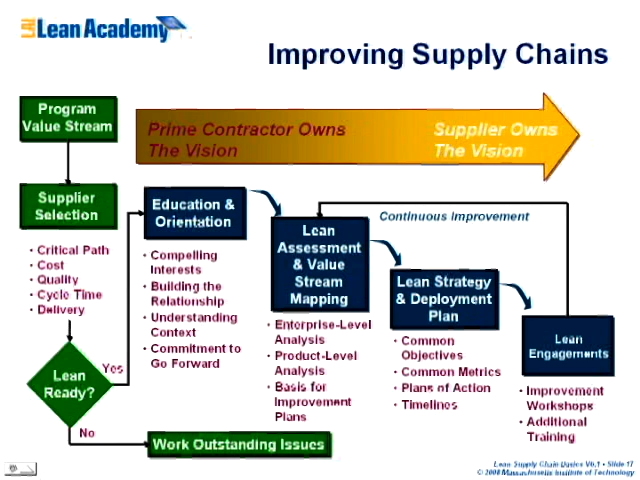 LAI Lean Academy
Improving Supply Chains
Program
Value Stream
Prime Contractor Owns
The Vision
Supplier Owns
The Vision
Supplier
Selection
• Critical Path
• Cost
• Quality
• Cycle Time
• Delivery
Lean
Ready?
Yes
No
Work Outstanding Issues
Education &
Orientation
• Compelling
Interests
• Building the
Relationship
• Understanding
Context
• Commitment to
Go Forward
Lean
Assessment
& Value
Stream
Mapping
• Enterprise-Level
Analysis
• Product-Level
Analysis
• Basis for
Improvement
Plans
Continuous Improvement
Lean Strategy
& Deployment
Plan
• Common
Objectives
• Common Metrics
• Plans of Action
• Timelines
Lean
Engagements
• Improvement
Workshops
• Additional
Training
Lean Supply Chain Basics V6.1 • Slide 17
© 2008 Massachusetts Institute of Technology